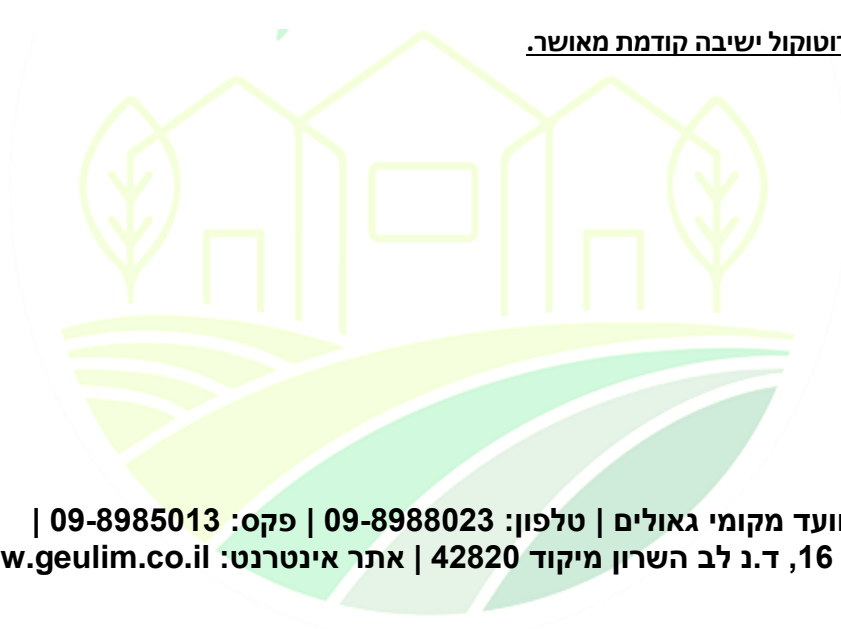 רוטוקול ישיבה קודמת מאושר.
ועד מקומי גאולים | טלפון: 09-8988023 | פקס: 09-8985013 |
16, ד.נ לב השרון מיקוד 42820 | אתר אינטרנט: w.geulim.co.il